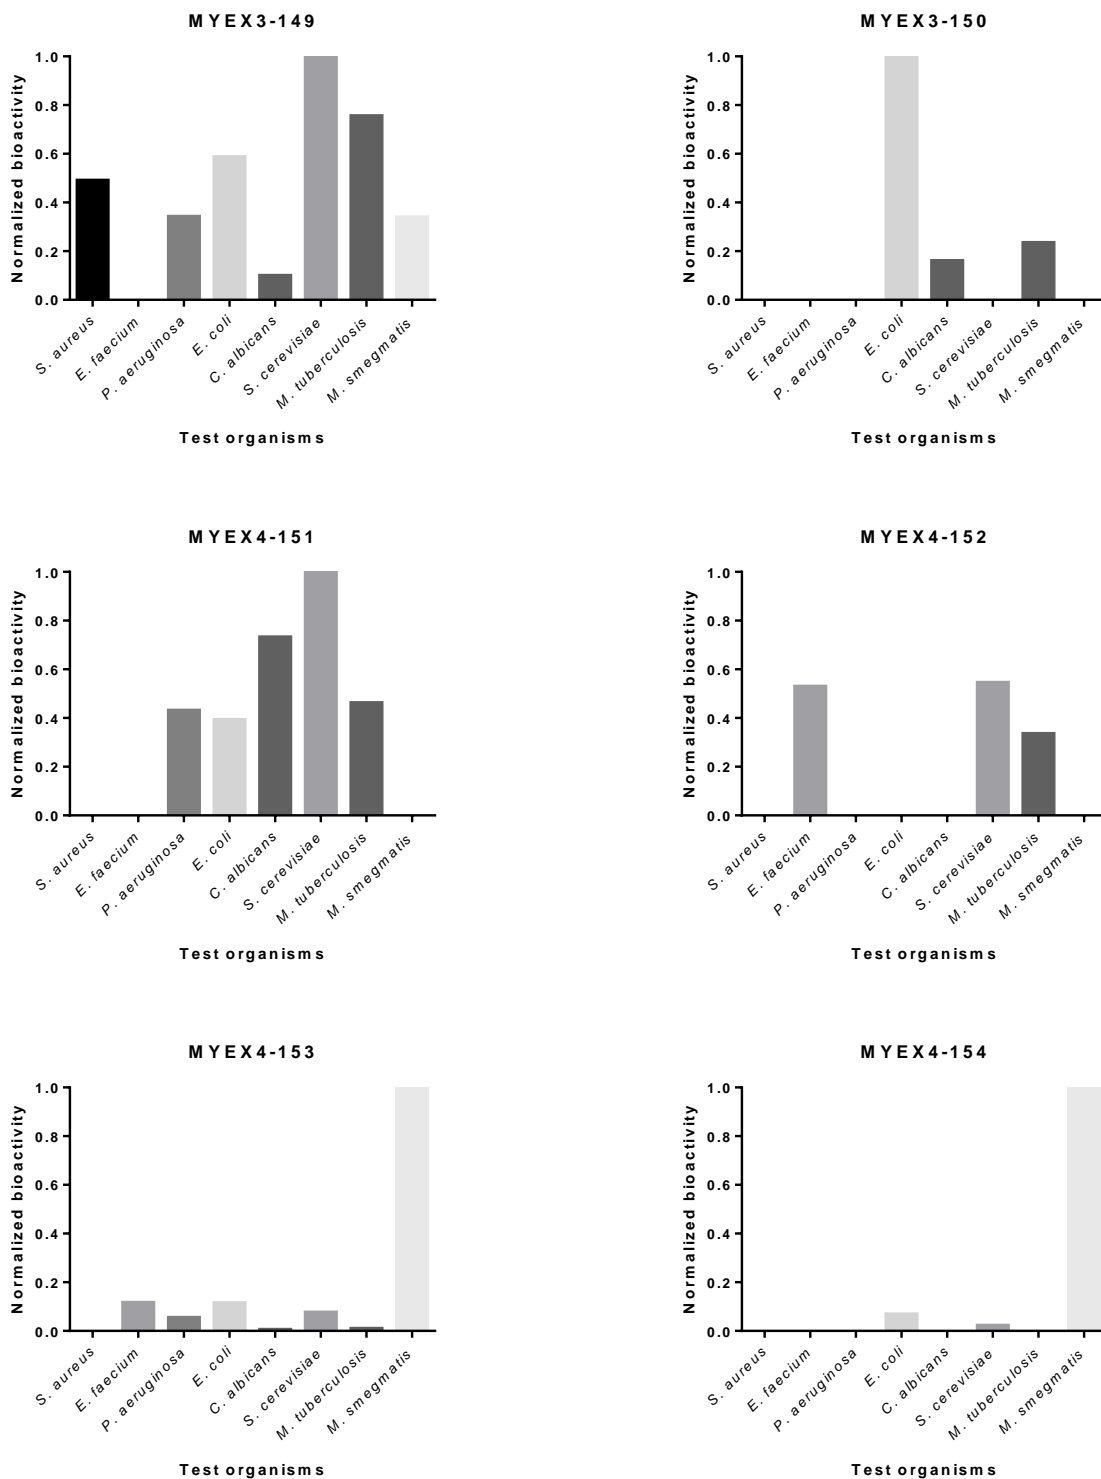 MYEX3-149
Normalized bioactivity
1.0
0.8
0.6
0.4
0.2
0.0
S. aureus
E. faecium
P. aeruginosa
E. coli
C. albicans
S. cerevisiae
M. tuberculosis
M. smegmatis
Test organisms
MYEX3-150
Normalized bioactivity
1.0
0.8
0.6
0.4
0.2
0.0
S. aureus
E. faecium
P. aeruginosa
E. coli
C. albicans
S. cerevisiae
M. tuberculosis
M. smegmatis
Test organisms
MYEX4-151
Normalized bioactivity
1.0
0.8
0.6
0.4
0.2
0.0
S. aureus
E. faecium
P. aeruginosa
E. coli
C. albicans
S. cerevisiae
M. tuberculosis
M. smegmatis
Test organisms
MYEX4-152
Normalized bioactivity
1.0
0.8
0.6
0.4
0.2
0.0
S. aureus
E. faecium
P. aeruginosa
E. coli
C. albicans
S. cerevisiae
M. tuberculosis
M. smegmatis
Test organisms
MYEX4-153
Normalized bioactivity
1.0
0.8
0.6
0.4
0.2
0.0
S. aureus
E. faecium
P. aeruginosa
E. coli
C. albicans
S. cerevisiae
M. tuberculosis
M. smegmatis
Test organisms
MYEX4-154
Normalized bioactivity
1.0
0.8
0.6
0.4
0.2
0.0
S. aureus
E. faecium
P. aeruginosa
E. coli
C. albicans
S. cerevisiae
M. tuberculosis
M. smegmatis
Test organisms